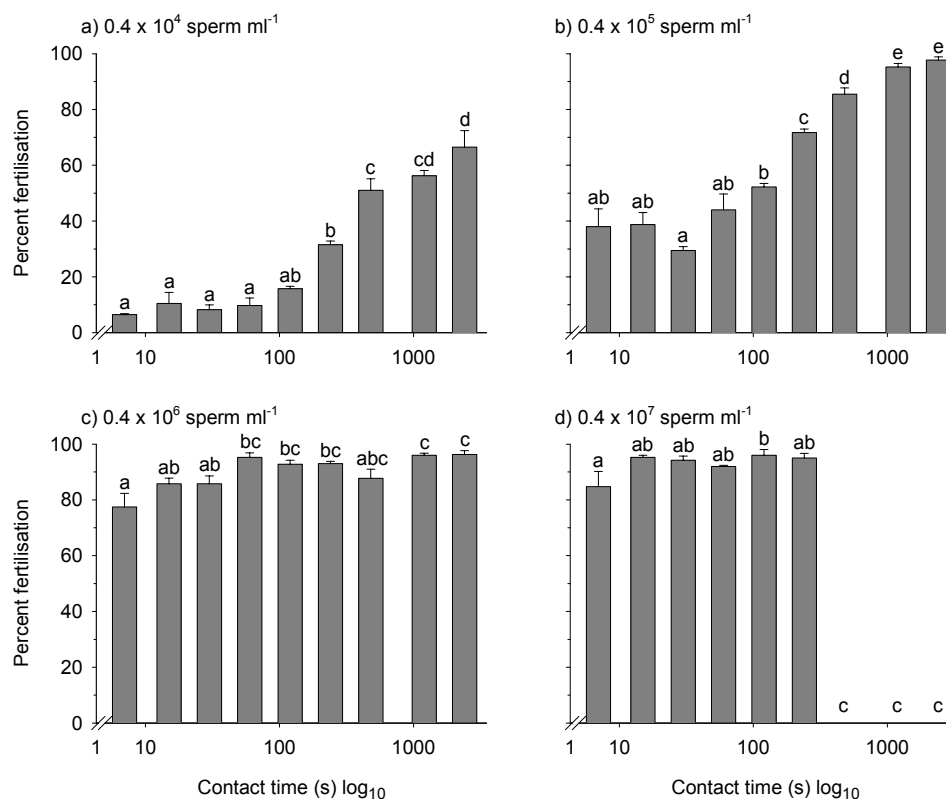 a) 0.4 x 10⁴ sperm ml⁻¹
100
80
60
40
20
0
Percent fertilisation
a
a
a
a
ab
b
c
cd
d
1
10
100
1000
b) 0.4 x 10⁵ sperm ml⁻¹
ab
ab
a
ab
b
c
d
e
e
1
10
100
1000
c) 0.4 x 10⁶ sperm ml⁻¹
100
80
60
40
20
0
Percent fertilisation
a
ab
ab
bc
bc
bc
abc
c
c
1
10
100
1000
Contact time (s) log₁₀
d) 0.4 x 10⁷ sperm ml⁻¹
a
ab
ab
ab
b
ab
c
c
c
1
10
100
1000
Contact time (s) log₁₀